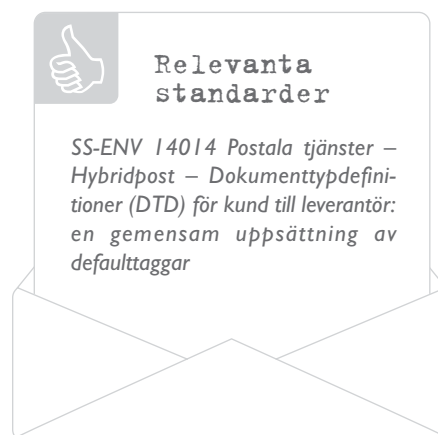 Relevanta
standarder
SS-ENV 14014 Postala tjänster –
Hybridpost – Dokumenttypdefini-
tioner (DTD) för kund till leverantör:
en gemensam uppsättning av
defaulttaggar